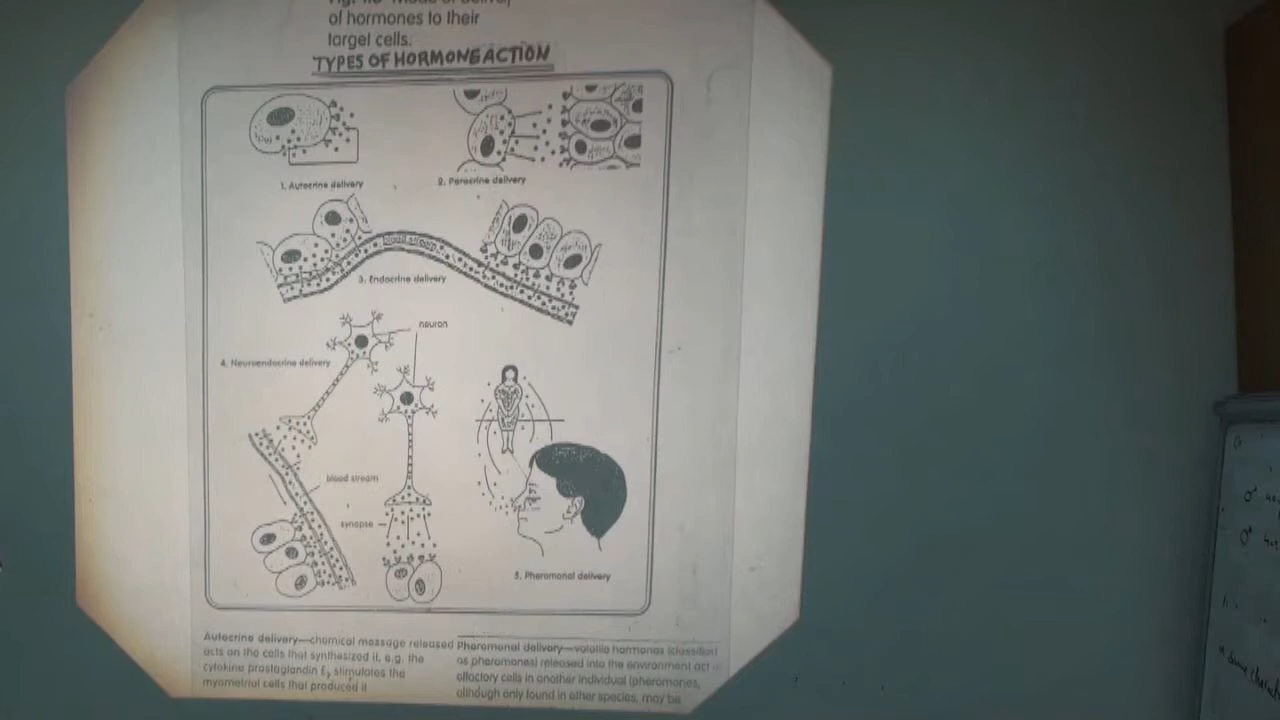 of hormones to their
target cells.
TYPES OF HORMONE ACTION
1. Autocrine delivery
2. Paracrine delivery
blood stream
3. Endocrine delivery
neuron
4. Neuroendocrine delivery
blood stream
synapse
5. Pheromonal delivery
Autocrine delivery—chemical message released
acts on the cells that synthesized it, e.g. the
cytokine prostaglandin E₂ stimulates the
myometrial cells that produced it
Pheromonal delivery—volatile hormones (classified
as pheromones) released into the environment act
olfactory cells in another individual (pheromones,
although only found in other species, may be